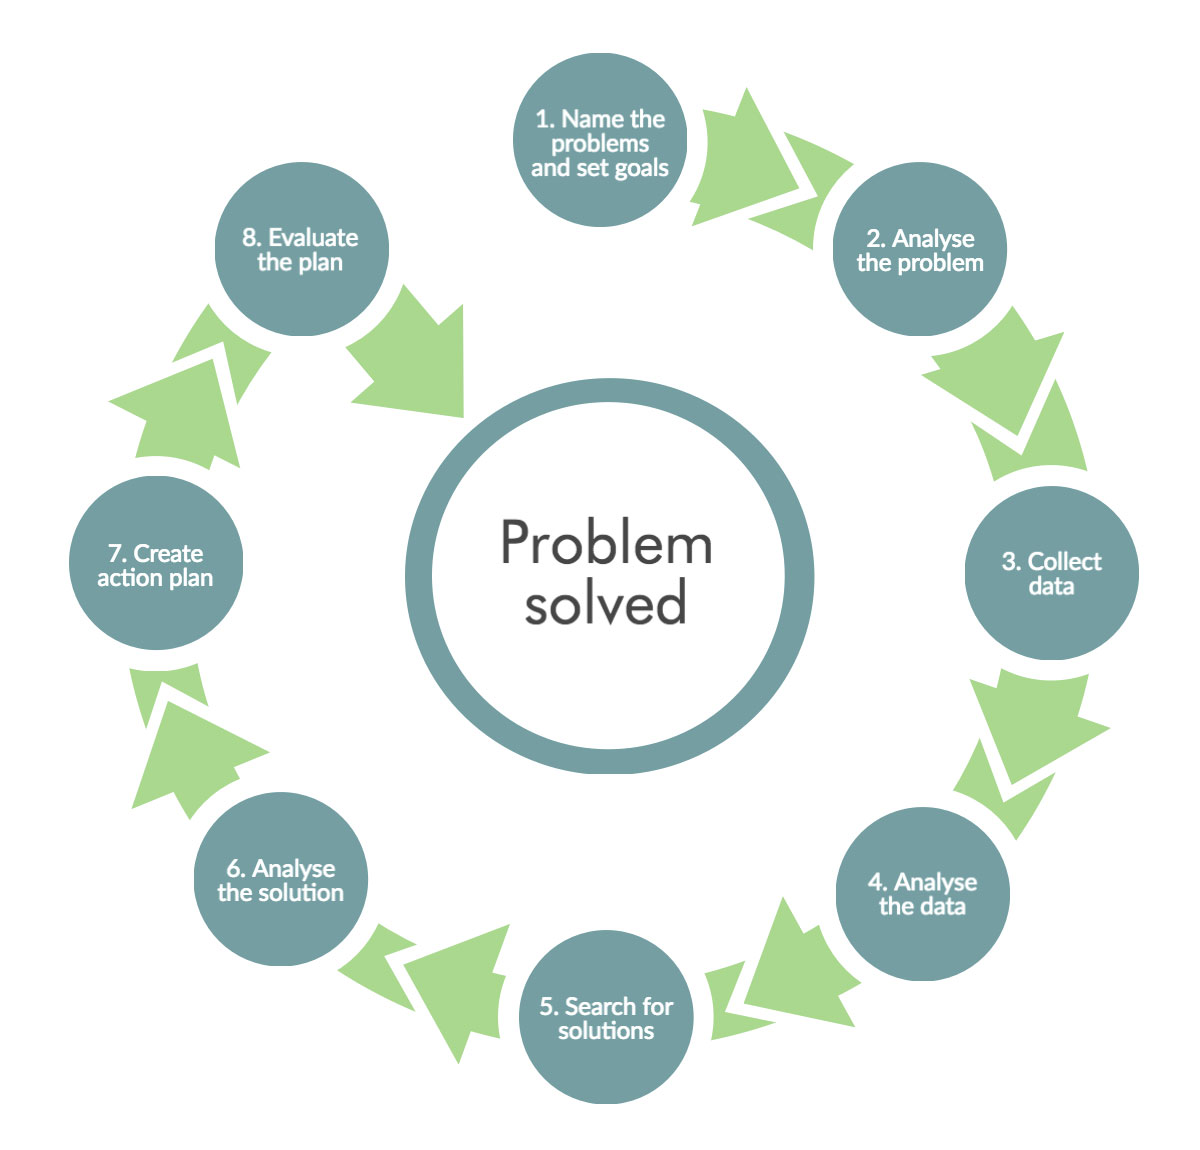 1. Name the
problems
and set goals
2. Analyse
the problem
3. Collect
data
4. Analyse
the data
5. Search for
solutions
6. Analyse
the solution
7. Create
action plan
8. Evaluate
the plan
Problem
solved